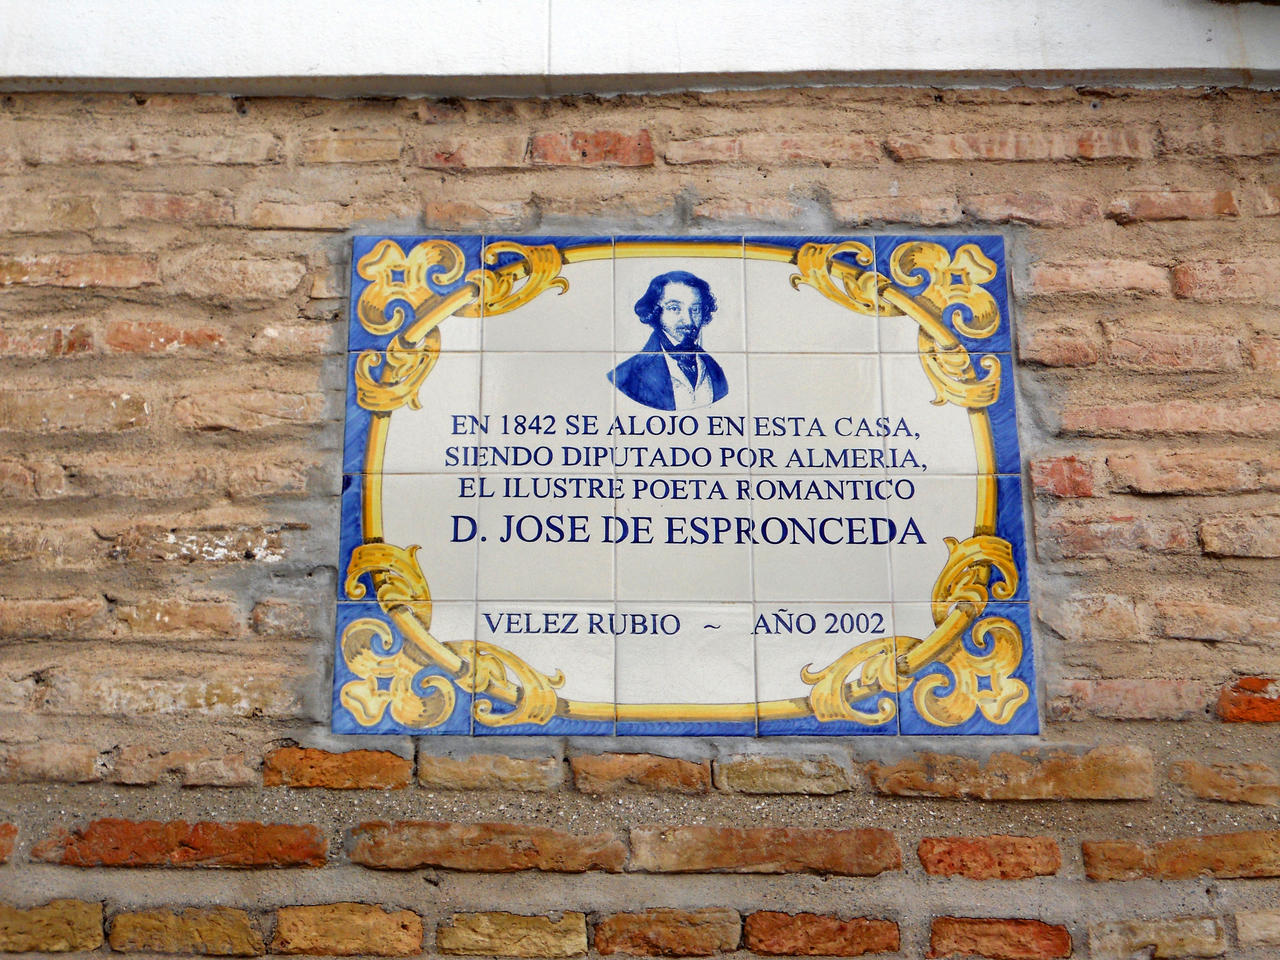 EN 1842 SE ALOJO EN ESTA CASA,
SIENDO DIPUTADO POR ALMERIA,
EL ILUSTRE POETA ROMANTICO
D. JOSE DE ESPRONCEDA
VELEZ RUBIO ~ AÑO 2002